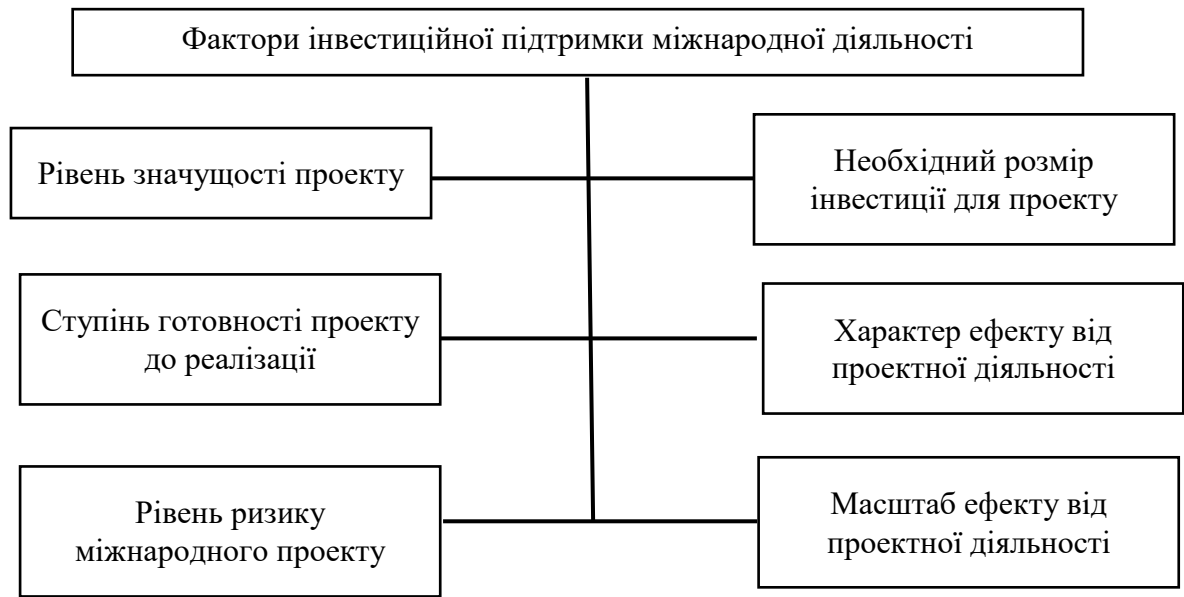 Фактори інвестиційної підтримки міжнародної діяльності
Рівень значущості проекту
Необхідний розмір
інвестиції для проекту
Ступінь готовності проекту
до реалізації
Характер ефекту від
проектної діяльності
Рівень ризику
міжнародного проекту
Масштаб ефекту від
проектної діяльності